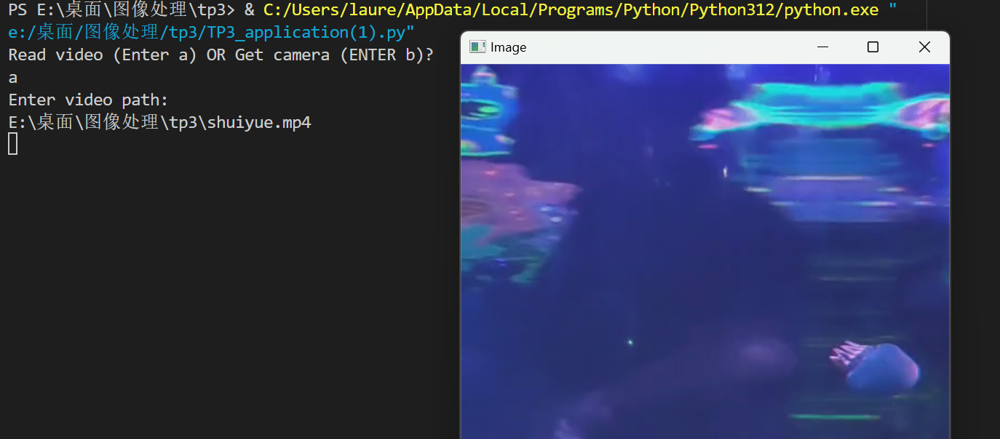 PS E:\桌面\图像处理\tp3> & C:/Users/laure/AppData/Local/Programs/Python/Python312/python.exe "
e:/桌面/图像处理/tp3/TP3_application(1).py"
Read video (Enter a) OR Get camera (ENTER b)?
a
Enter video path:
E:\桌面\图像处理\tp3\shuiyue.mp4
Image